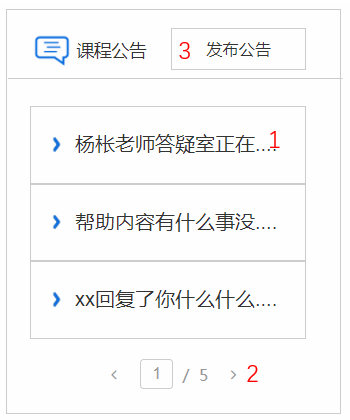 课程公告 3 发布公告
杨枨老师答疑室正在.... 1
帮助内容有什么事没....
xx回复了你什么什么....
‹ 1 / 5 › 2